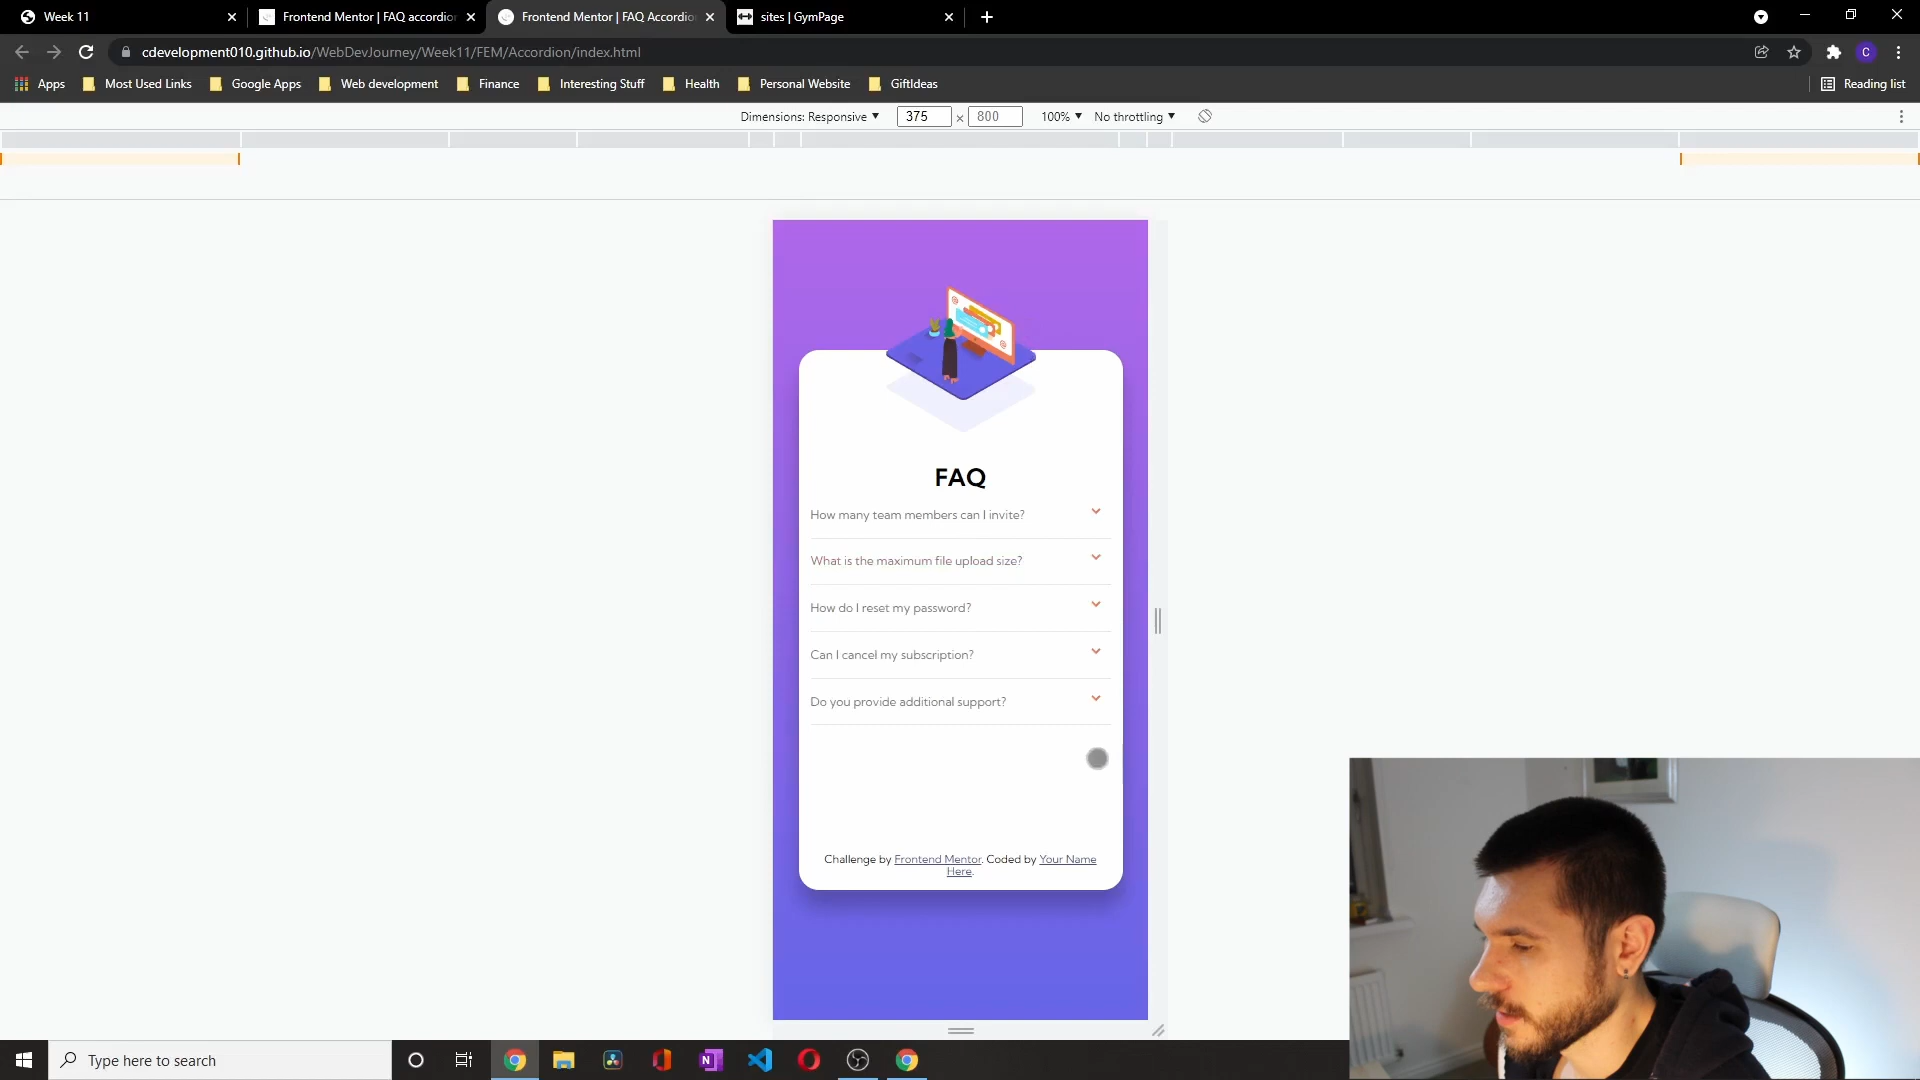 Week 11
Frontend Mentor | FAQ accordion
Frontend Mentor | FAQ Accordio
sites | GymPage
cdevelopment010.github.io/WebDevJourney/Week11/FEM/Accordion/index.html
C
Apps
Most Used Links
Google Apps
Web development
Finance
Interesting Stuff
Health
Personal Website
GiftIdeas
Reading list
Dimensions: Responsive
375
×
800
100%
No throttling
FAQ
How many team members can I invite?
What is the maximum file upload size?
How do I reset my password?
Can I cancel my subscription?
Do you provide additional support?
Challenge by Frontend Mentor. Coded by Your Name
Here.
Type here to search